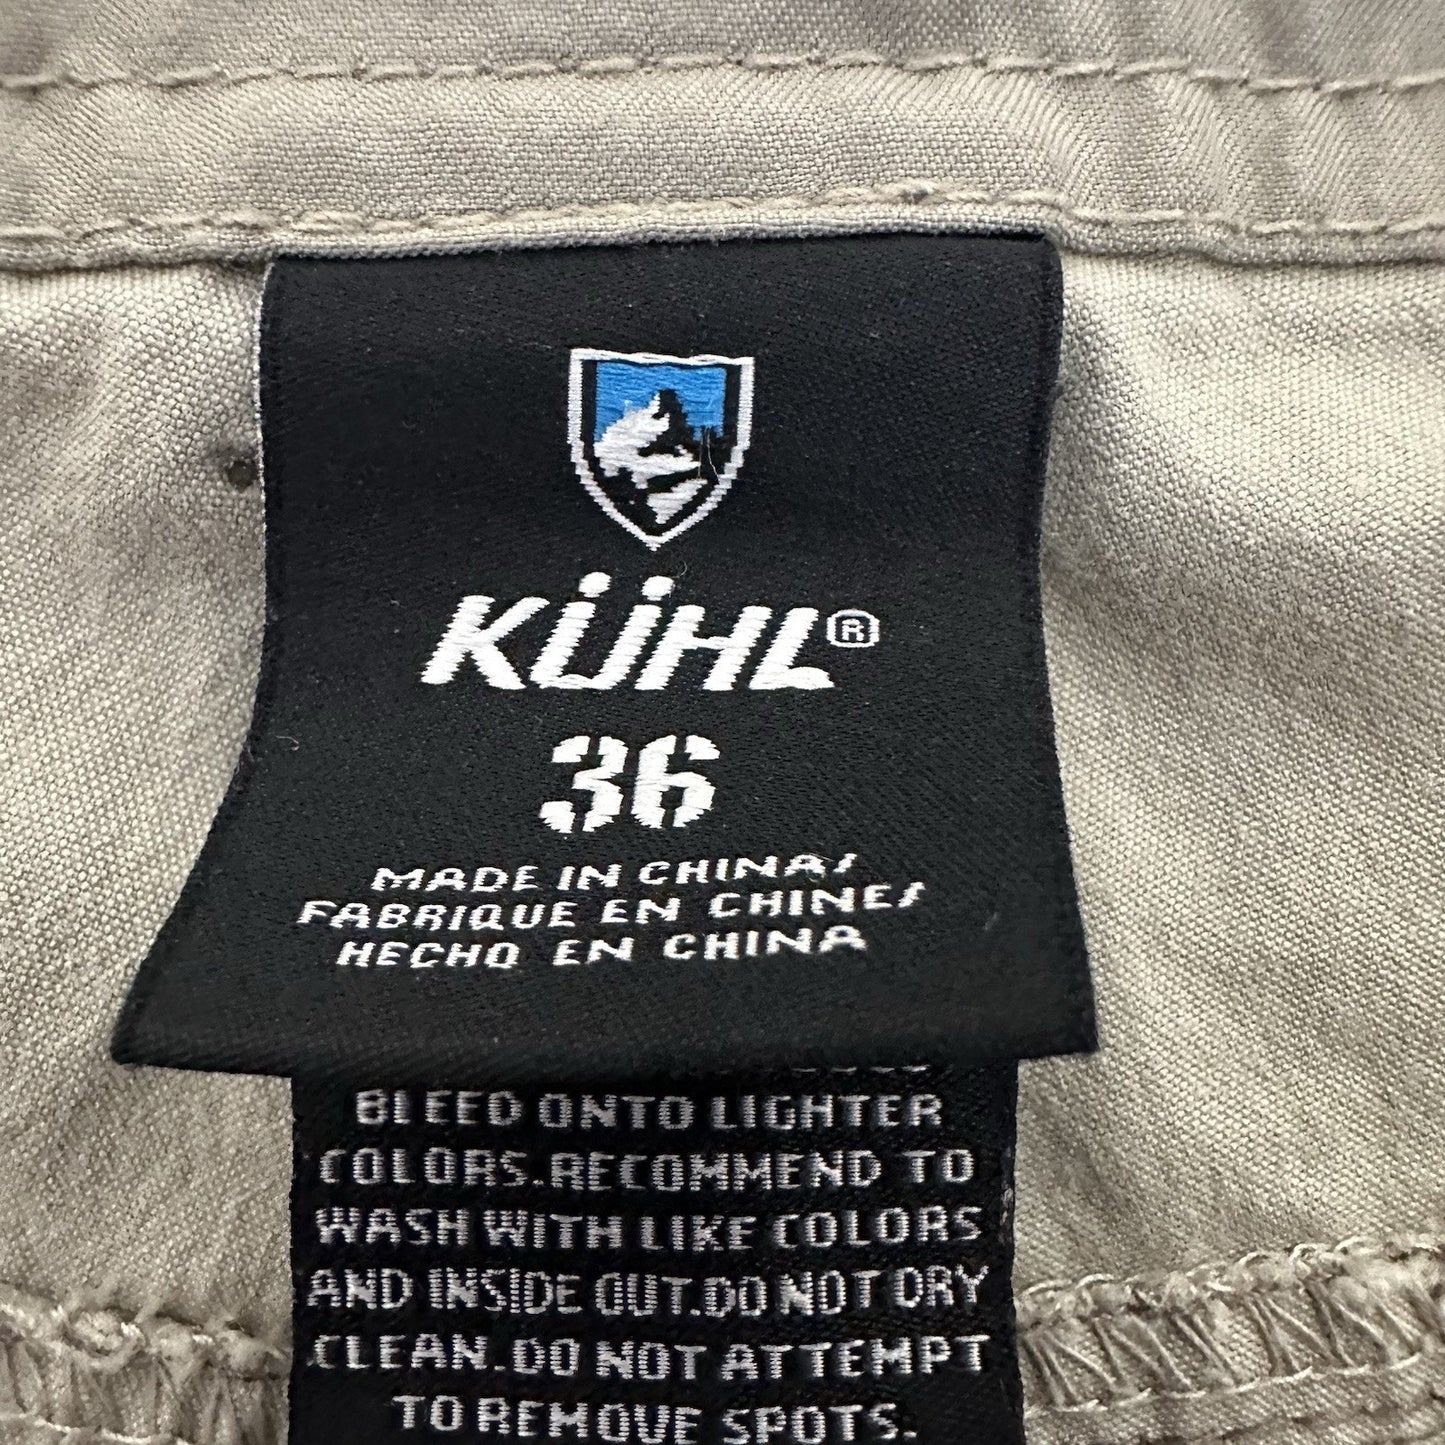 KÜHL®
36
MADE IN CHINA/
FABRIQUE EN CHINE/
HECHO EN CHINA
BLEED ONTO LIGHTER
COLORS.RECOMMEND TO
WASH WITH LIKE COLORS
AND INSIDE OUT.DO NOT DRY
CLEAN.DO NOT ATTEMPT
TO REMOVE SPOTS.